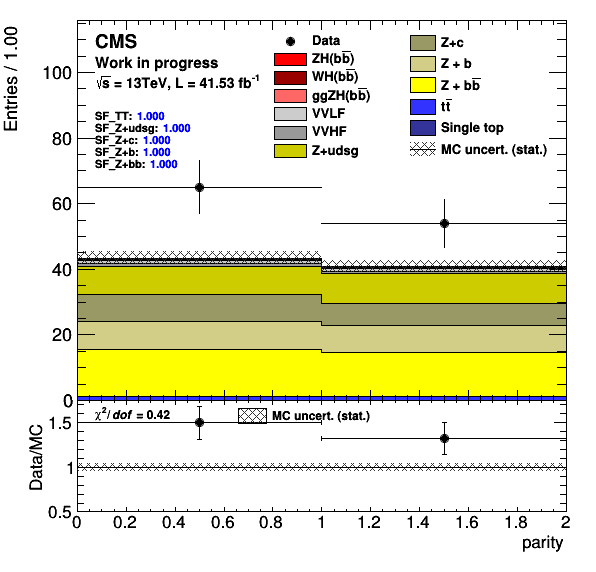 CMS
Work in progress
√s = 13TeV, L = 41.53 fb⁻¹
SF_TT: 1.000
SF_Z+udsg: 1.000
SF_Z+c: 1.000
SF_Z+b: 1.000
SF_Z+bb: 1.000
Data
ZH(bb̅)
WH(bb̅)
ggZH(bb̅)
VVLF
VVHF
Z+udsg
Z+c
Z + b
Z + bb̅
tt̅
Single top
MC uncert. (stat.)
Entries / 1.00
100
80
60
40
20
0
χ²/dof = 0.42
MC uncert. (stat.)
Data/MC
1.5
1
0.5
0 0.2 0.4 0.6 0.8 1 1.2 1.4 1.6 1.8 2
parity